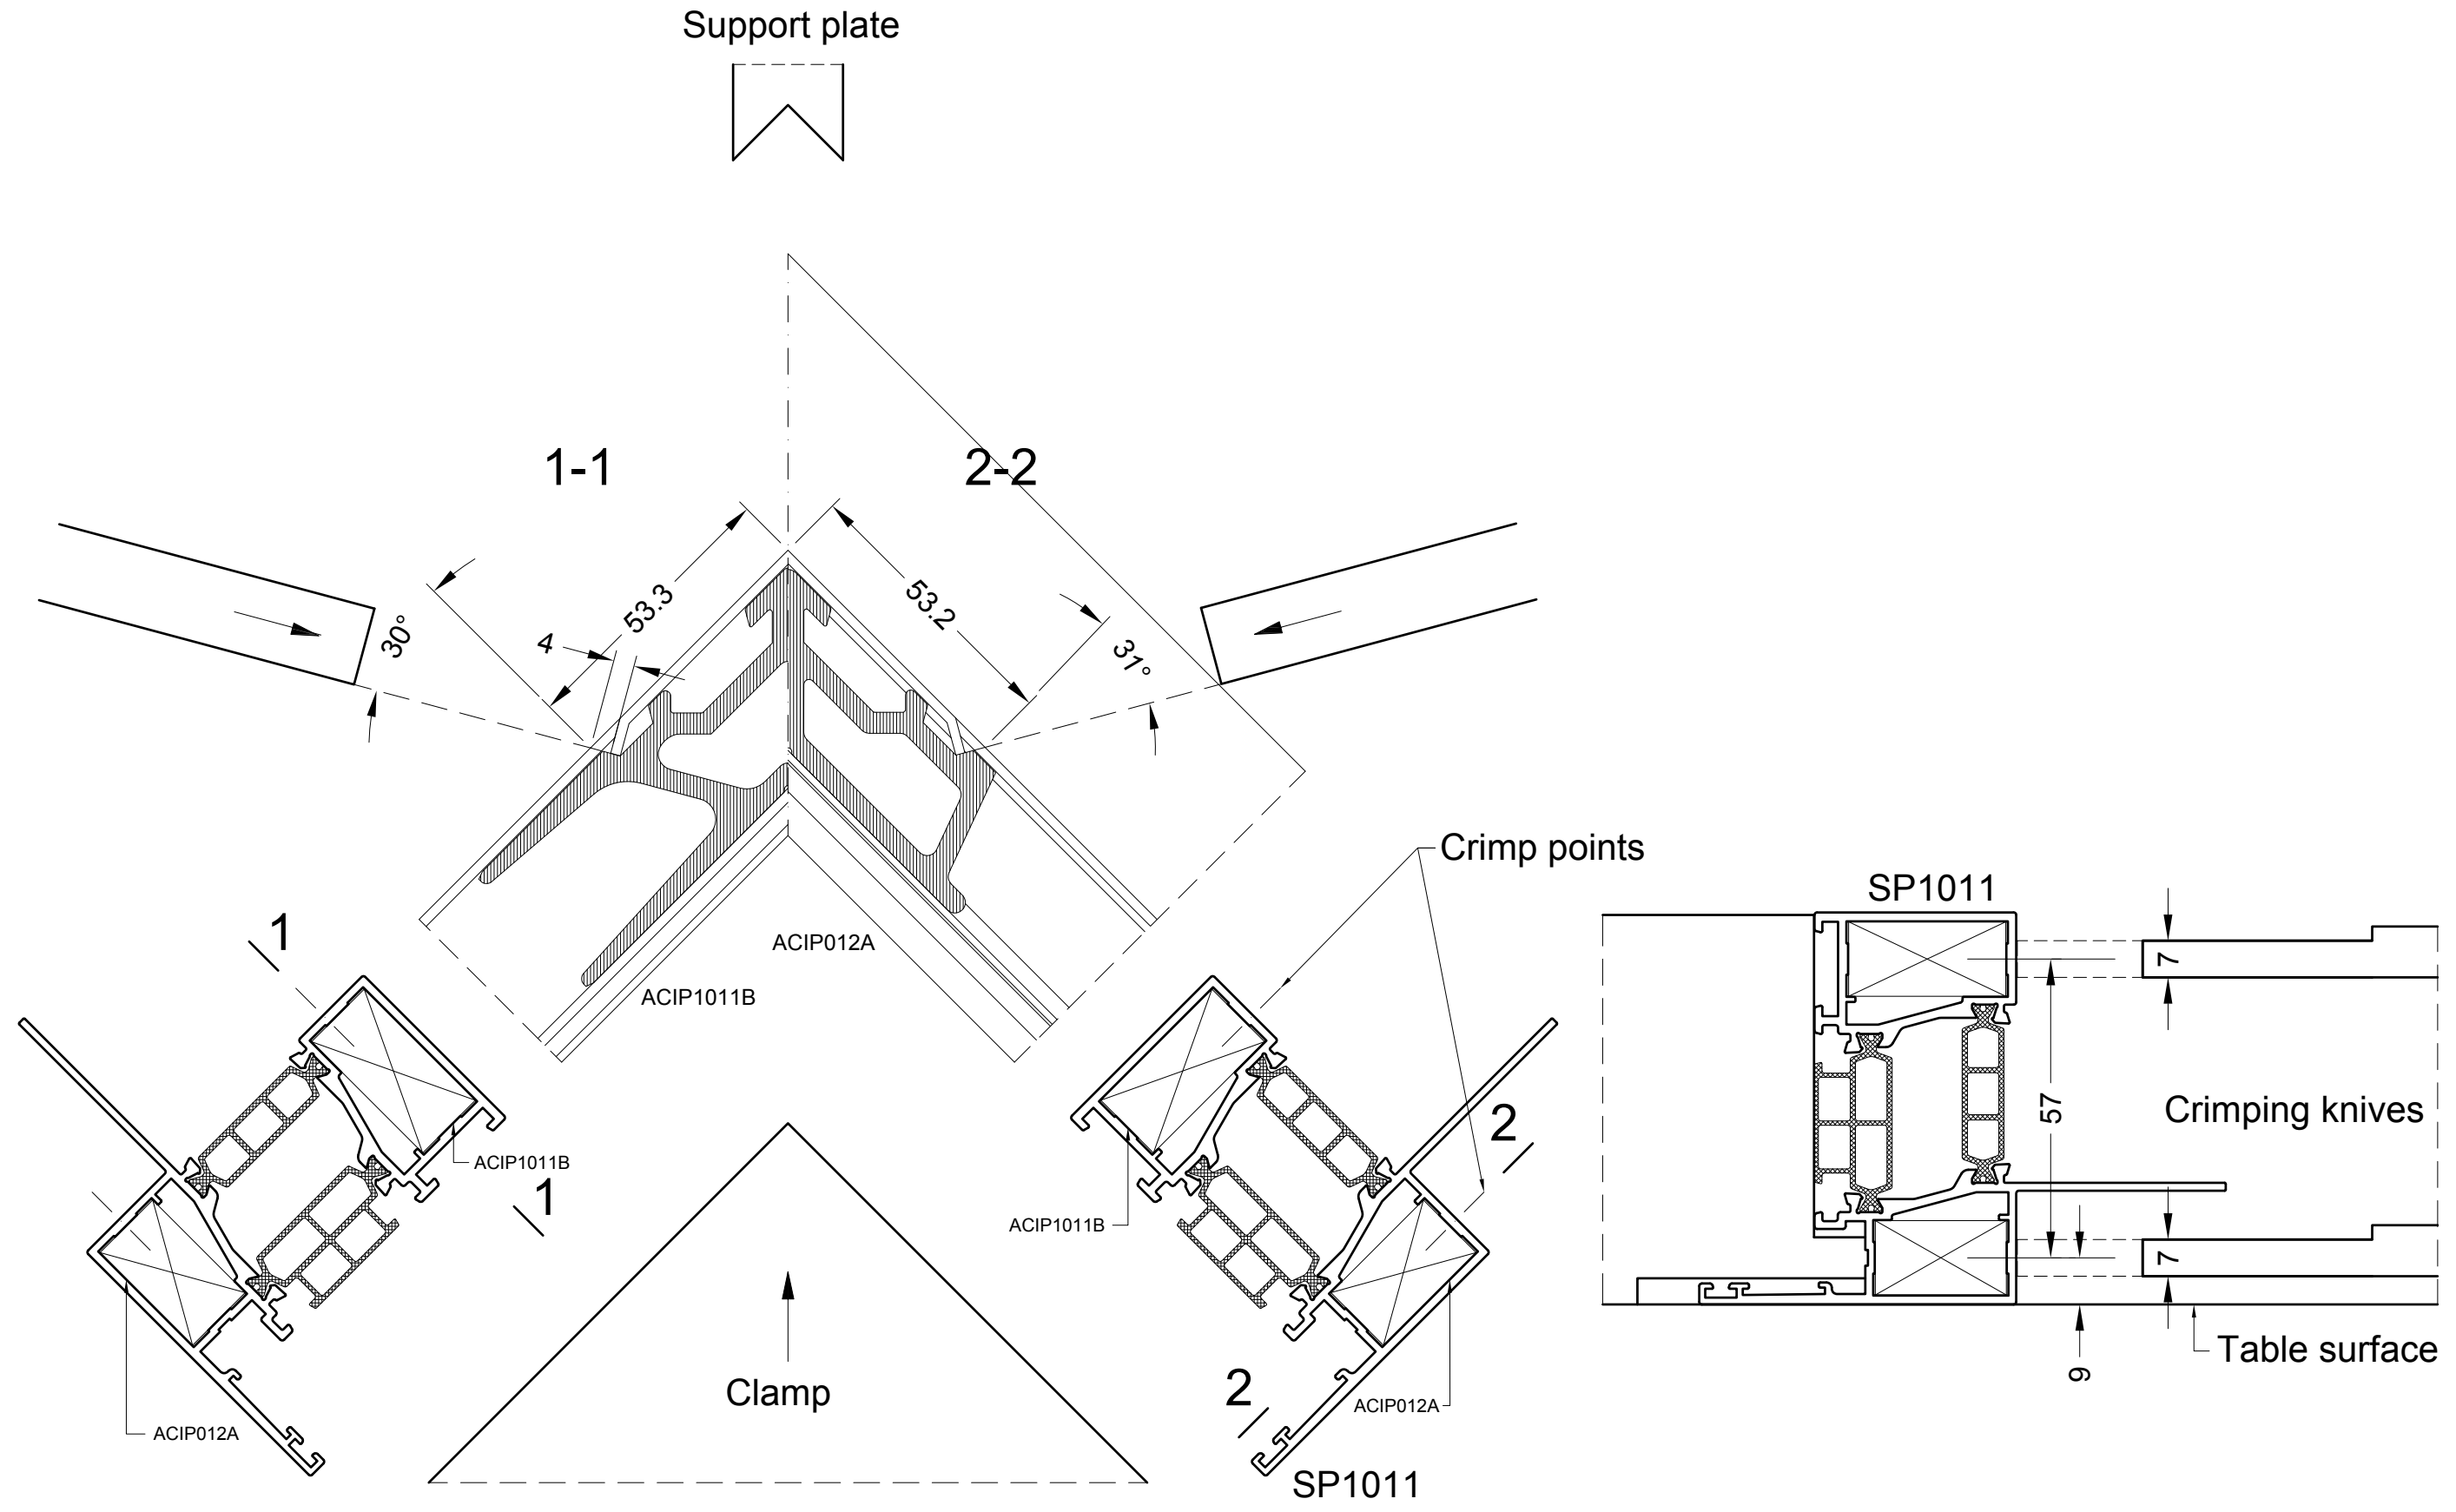 Support plate
1-1
2-2
53.3
53.2
4
30°
31°
Crimp points
SP1011
1
ACIP012A
ACIP1011B
7
57
Crimping knives
2
ACIP1011B
1
ACIP1011B
7
Table surface
9
Clamp
2
ACIP012A
ACIP012A
SP1011